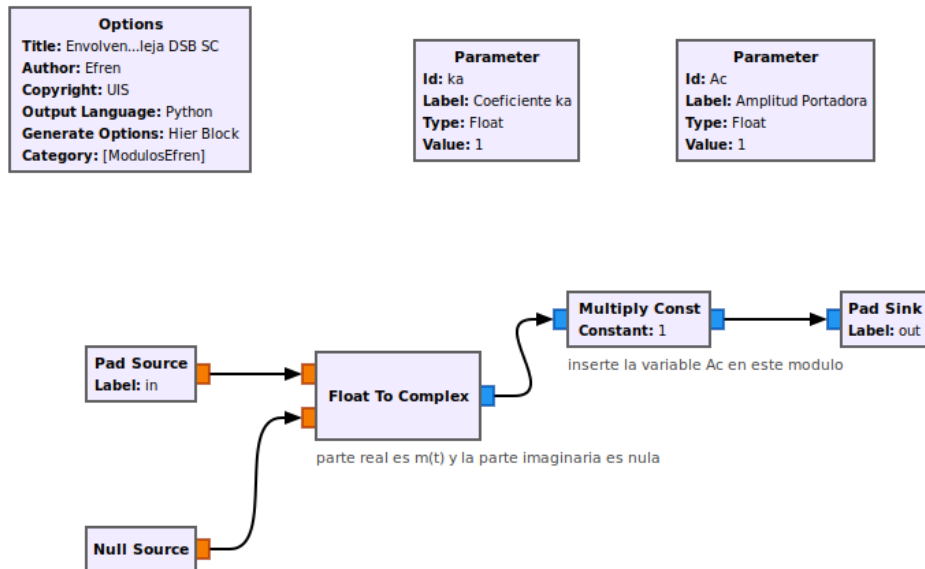 Options
Title: Envolven...leja DSB SC
Author: Efren
Copyright: UIS
Output Language: Python
Generate Options: Hier Block
Category: [ModulosEfren]
Parameter
Id: ka
Label: Coeficiente ka
Type: Float
Value: 1
Parameter
Id: Ac
Label: Amplitud Portadora
Type: Float
Value: 1
Multiply Const
Constant: 1
inserte la variable Ac en este modulo
Pad Sink
Label: out
Pad Source
Label: in
Float To Complex
parte real es m(t) y la parte imaginaria es nula
Null Source